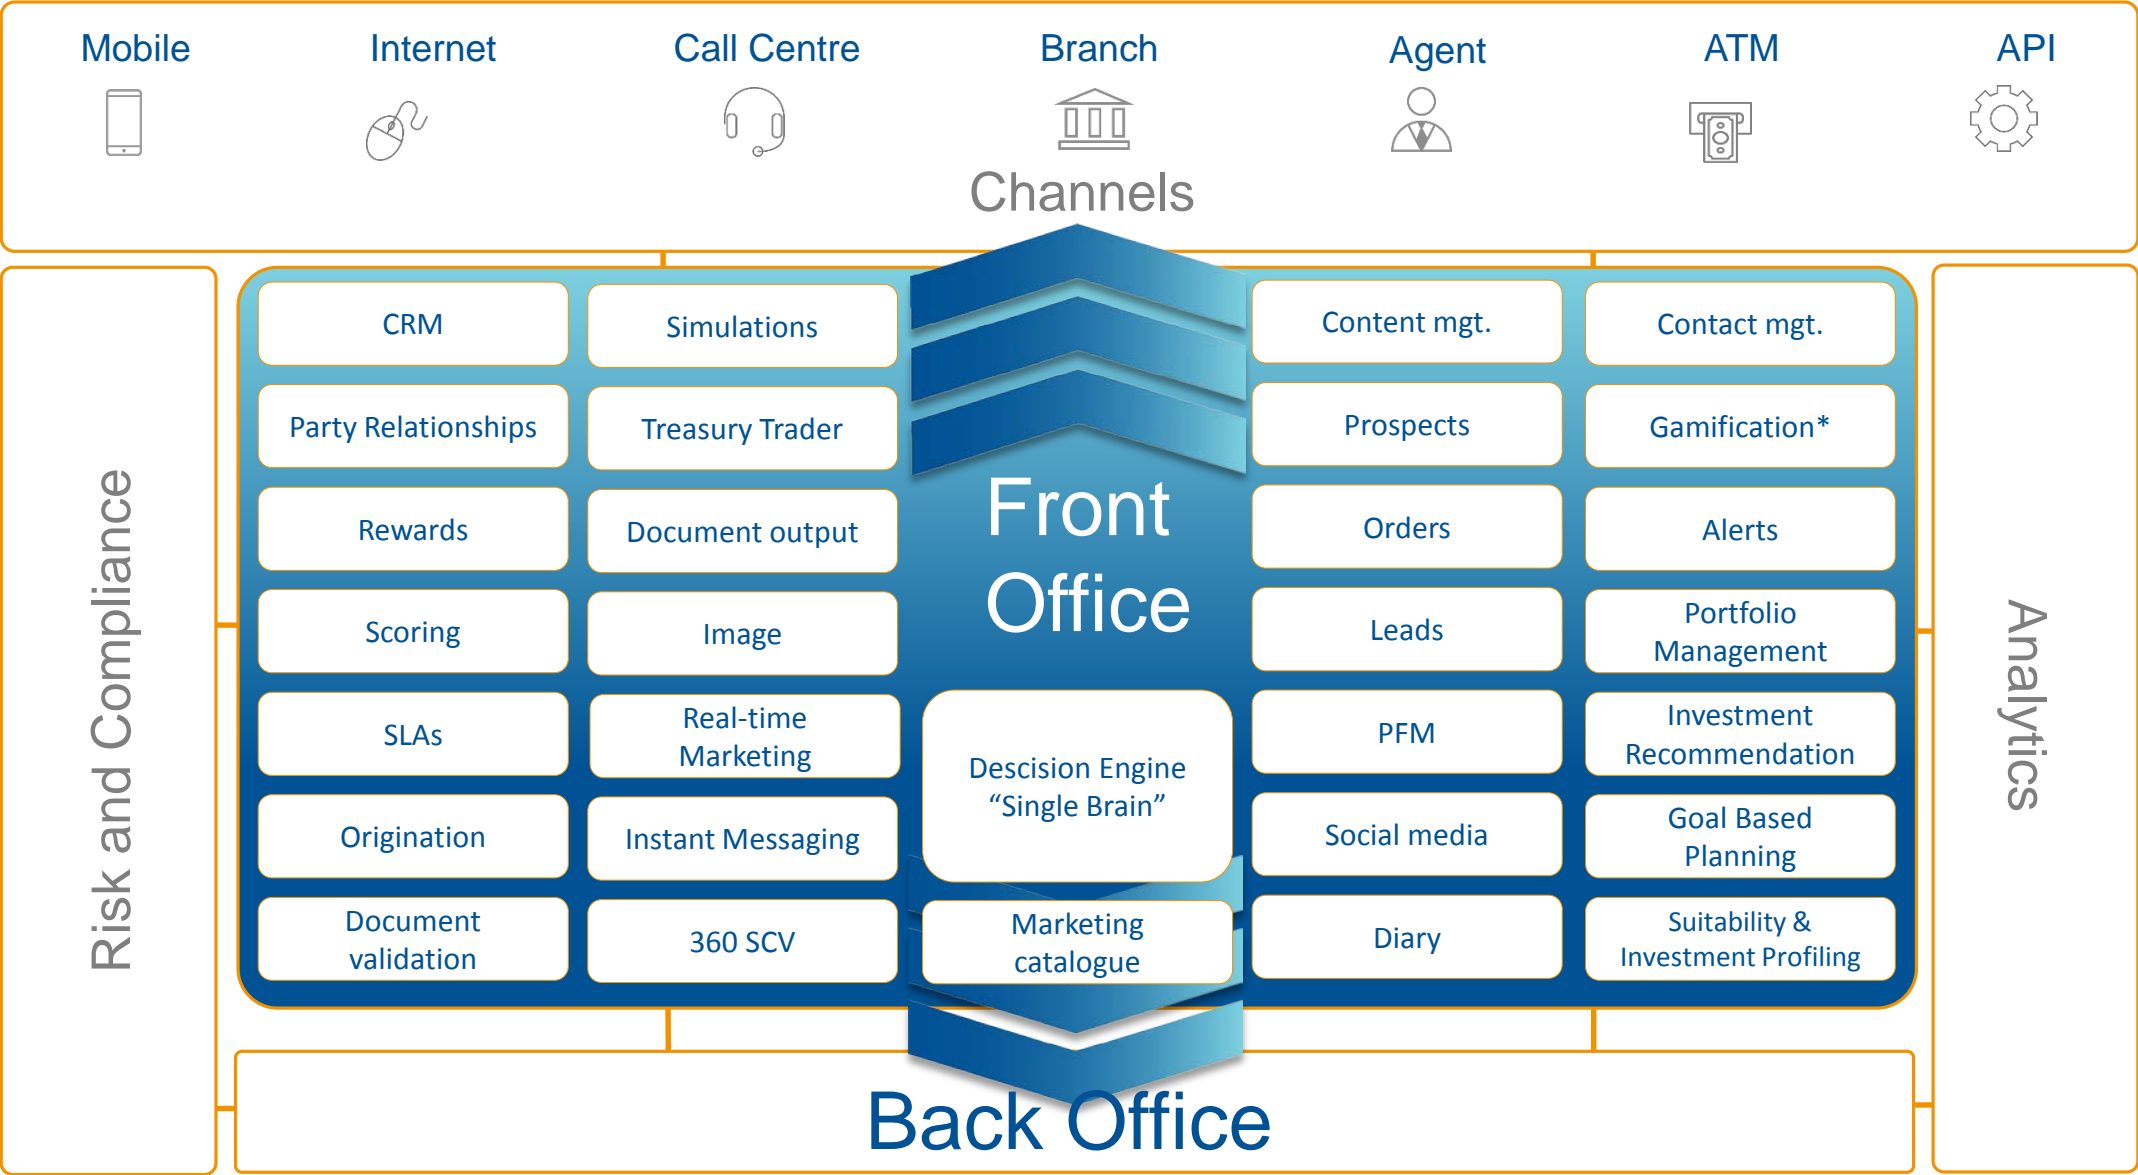 Mobile
Internet
Call Centre
Branch
Agent
ATM
API
Channels
Risk and Compliance
CRM
Simulations
Content mgt.
Contact mgt.
Party Relationships
Treasury Trader
Prospects
Gamification*
Rewards
Document output
Front
Office
Orders
Alerts
Scoring
Image
Leads
Portfolio
Management
SLAs
Real-time
Marketing
Descision Engine
“Single Brain”
PFM
Investment
Recommendation
Origination
Instant Messaging
Social media
Goal Based
Planning
Document
validation
360 SCV
Marketing
catalogue
Diary
Suitability &
Investment Profiling
Analytics
Back Office